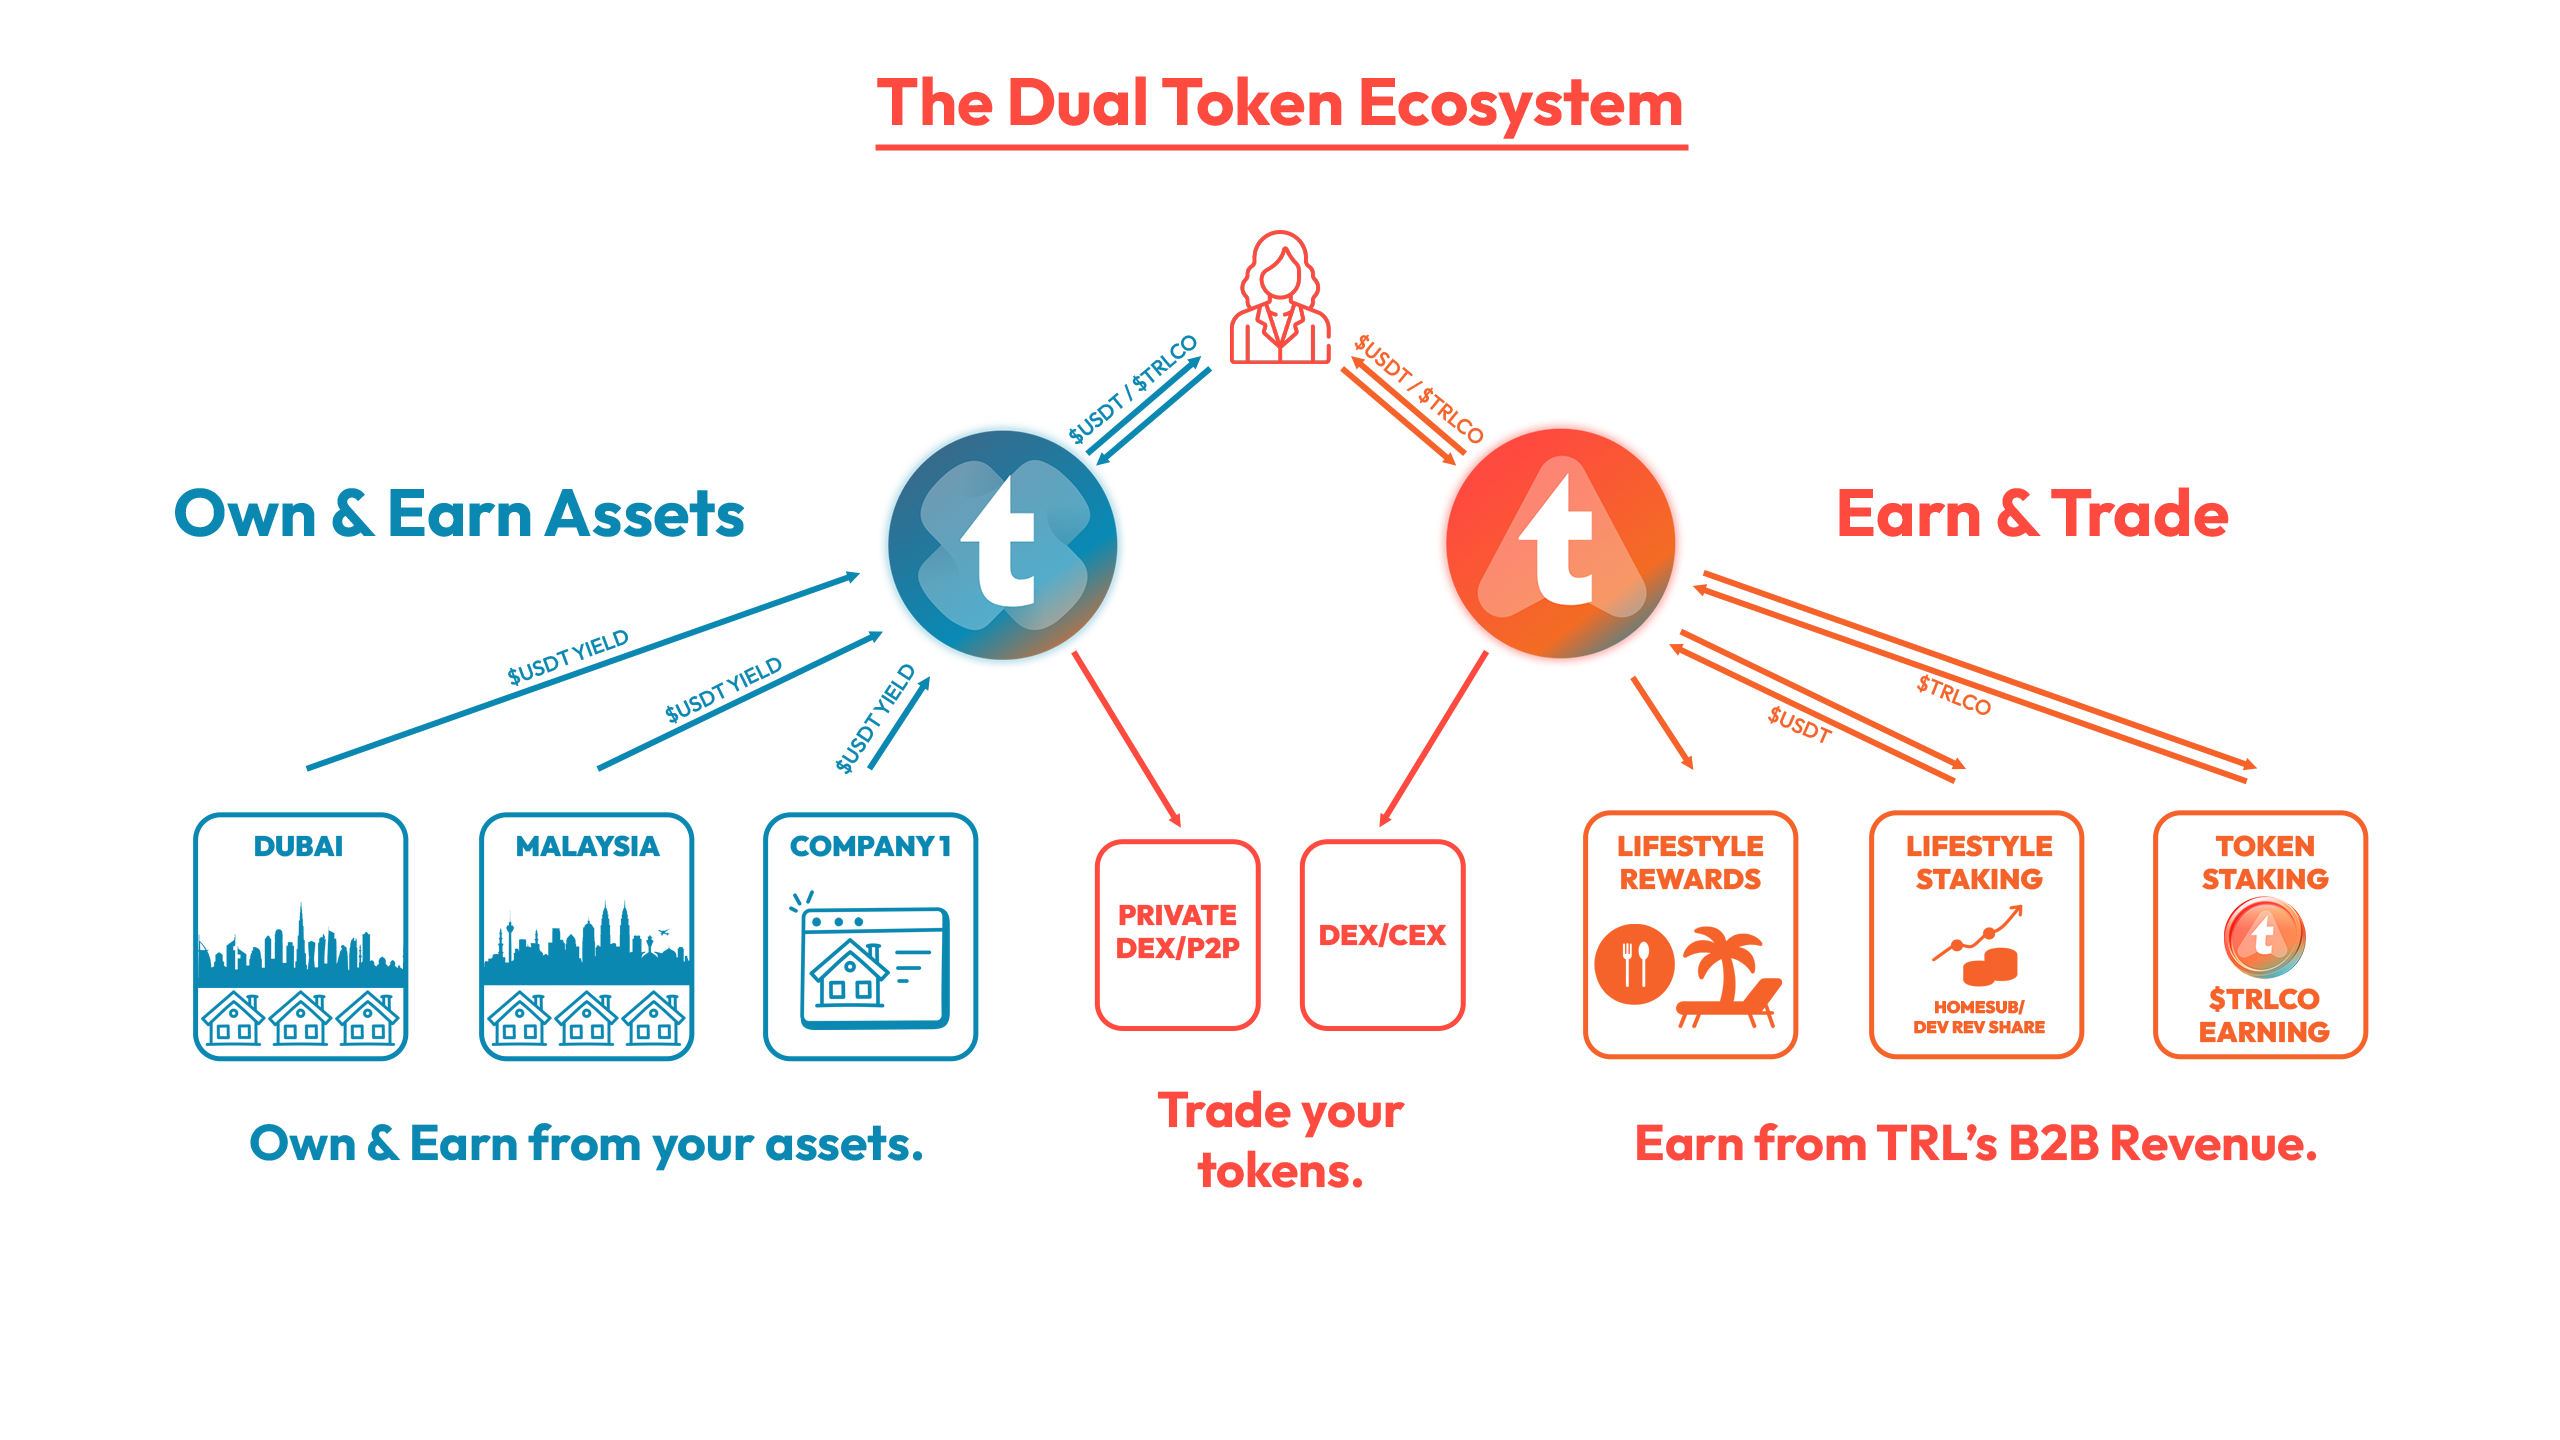 The Dual Token Ecosystem
$USDT / $TRLCO
$USDT / $TRLCO
Own & Earn Assets
t
t
Earn & Trade
$USDT YIELD
$USDT YIELD
$USDT YIELD
$USDT
$TRLCO
DUBAI
MALAYSIA
COMPANY 1
PRIVATE
DEX/P2P
DEX/CEX
LIFESTYLE
REWARDS
LIFESTYLE
STAKING
HOMESUB/
DEV REV SHARE
TOKEN
STAKING
t
$TRLCO
EARNING
Own & Earn from your assets.
Trade your
tokens.
Earn from TRL’s B2B Revenue.